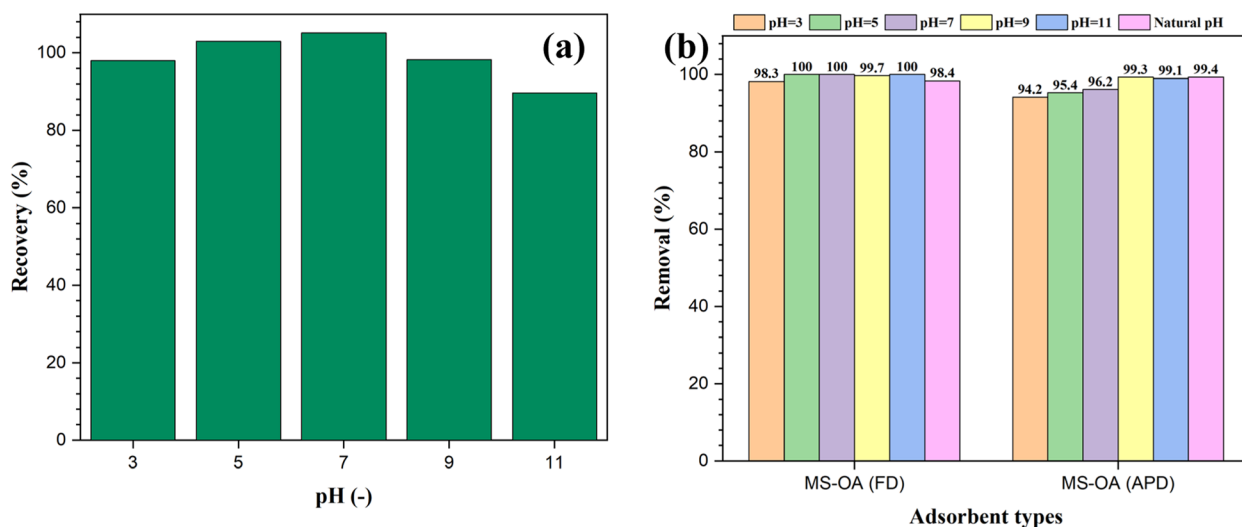 (a)
Recovery (%)
100
80
60
40
20
0
3 5 7 9 11
pH (-)
pH=3 pH=5 pH=7 pH=9 pH=11 Natural pH
(b)
Removal (%)
100
80
60
40
20
0
98.3 100 100 99.7 100 98.4 94.2 95.4 96.2 99.3 99.1 99.4
MS-OA (FD) MS-OA (APD)
Adsorbent types